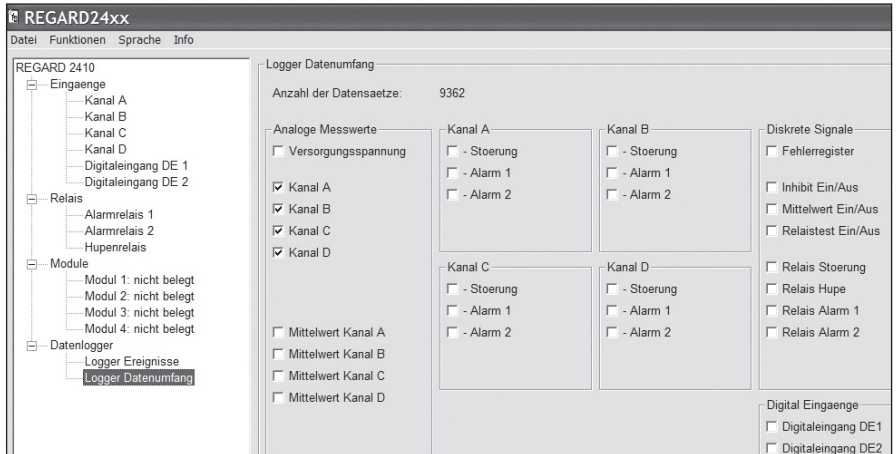 REGARD24xx
Datei Funktionen Sprache Info
REGARD 2410
Eingaenge
Kanal A
Kanal B
Kanal C
Kanal D
Digitaleingang DE 1
Digitaleingang DE 2
Relais
Alarmrelais 1
Alarmrelais 2
Hupenrelais
Module
Modul 1: nicht belegt
Modul 2: nicht belegt
Modul 3: nicht belegt
Modul 4: nicht belegt
Datenlogger
Logger Ereignisse
Logger Datenumfang
Logger Datenumfang
Anzahl der Datensaetze: 9362
Analoge Messwerte
Versorgungsspannung
Kanal A
Kanal B
Kanal C
Kanal D
Mittelwert Kanal A
Mittelwert Kanal B
Mittelwert Kanal C
Mittelwert Kanal D
Kanal A
- Stoerung
- Alarm 1
- Alarm 2
Kanal B
- Stoerung
- Alarm 1
- Alarm 2
Kanal C
- Stoerung
- Alarm 1
- Alarm 2
Kanal D
- Stoerung
- Alarm 1
- Alarm 2
Diskrete Signale
Fehlerregister
Inhibit Ein/Aus
Mittelwert Ein/Aus
Relaistest Ein/Aus
Relais Stoerung
Relais Hupe
Relais Alarm 1
Relais Alarm 2
Digital Eingaenge
Digitaleingang DE1
Digitaleingang DE2